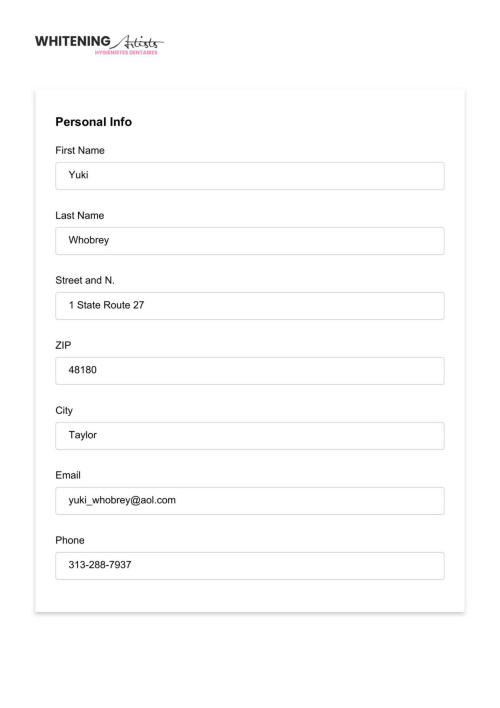 WHITENING Artists
HYGIÉNISTES DENTAIRES
Personal Info
First Name
Yuki
Last Name
Whobrey
Street and N.
1 State Route 27
ZIP
48180
City
Taylor
Email
yuki_whobrey@aol.com
Phone
313-288-7937